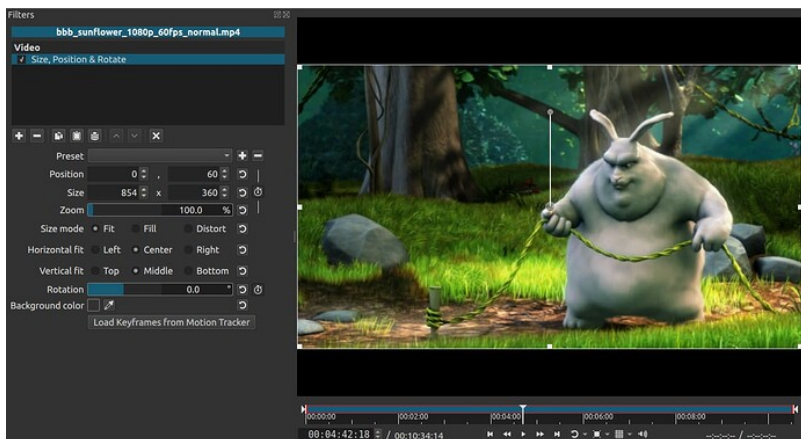 Filters
bbb_sunflower_1080p_60fps_normal.mp4
Video
Size, Position & Rotate
Preset
Position 0 , 60
Size 854 x 360
Zoom 100.0 %
Size mode Fit Fill Distort
Horizontal fit Left Center Right
Vertical fit Top Middle Bottom
Rotation 0.0 °
Background color
Load Keyframes from Motion Tracker
00:00:00 00:02:00 00:04:00 00:06:00 00:08:00
00:04:42:18 / 00:10:34:14 --:--:--:-- / --:--:--:--